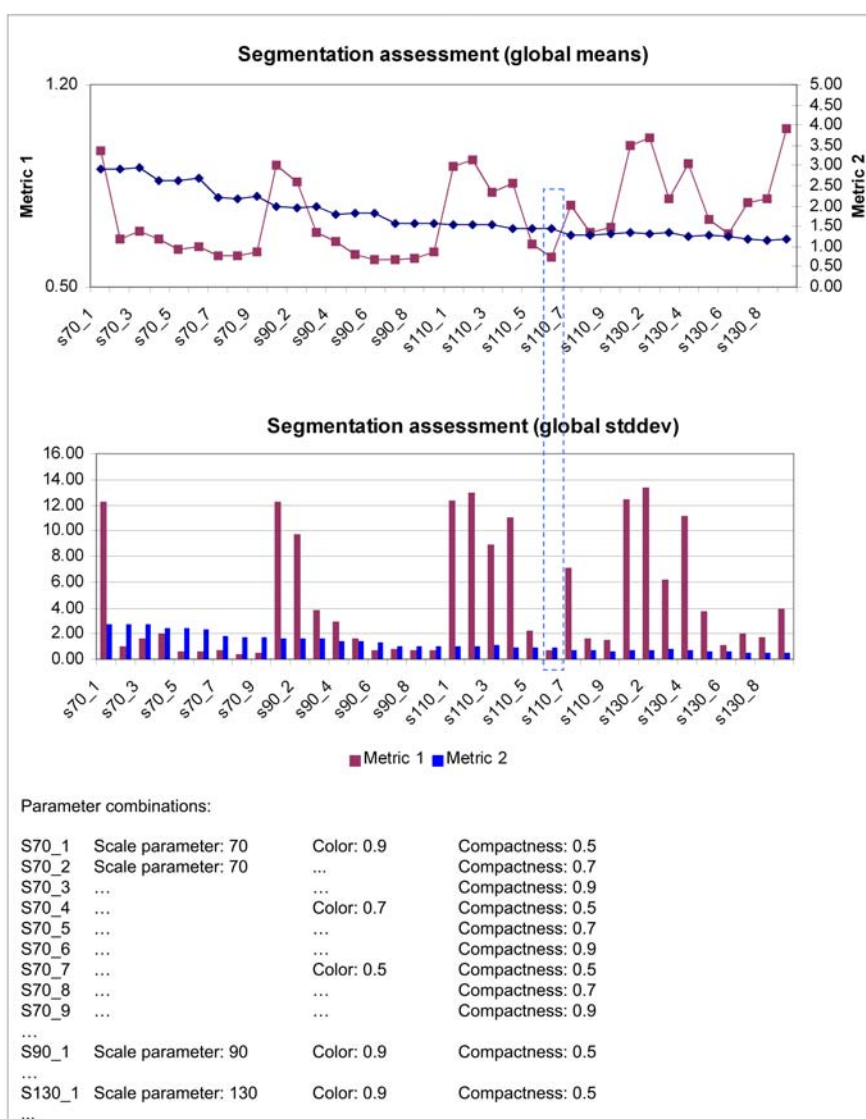 Segmentation assessment (global means)
1.20
0.50
Metric 1
5.00
4.50
4.00
3.50
3.00
2.50
2.00
1.50
1.00
0.50
0.00
Metric 2
s70_1
s70_3
s70_5
s70_7
s70_9
s90_2
s90_4
s90_6
s90_8
s110_1
s110_3
s110_5
s110_7
s110_9
s130_2
s130_4
s130_6
s130_8
Segmentation assessment (global stddev)
16.00
14.00
12.00
10.00
8.00
6.00
4.00
2.00
0.00
s70_1
s70_3
s70_5
s70_7
s70_9
s90_2
s90_4
s90_6
s90_8
s110_1
s110_3
s110_5
s110_7
s110_9
s130_2
s130_4
s130_6
s130_8
Metric 1 Metric 2
Parameter combinations:
S70_1 Scale parameter: 70 Color: 0.9 Compactness: 0.5
S70_2 Scale parameter: 70 ... Compactness: 0.7
S70_3 ... ... Compactness: 0.9
S70_4 ... Color: 0.7 Compactness: 0.5
S70_5 ... ... Compactness: 0.7
S70_6 ... ... Compactness: 0.9
S70_7 ... Color: 0.5 Compactness: 0.5
S70_8 ... ... Compactness: 0.7
S70_9 ... ... Compactness: 0.9
...
S90_1 Scale parameter: 90 Color: 0.9 Compactness: 0.5
...
S130_1 Scale parameter: 130 Color: 0.9 Compactness: 0.5
...